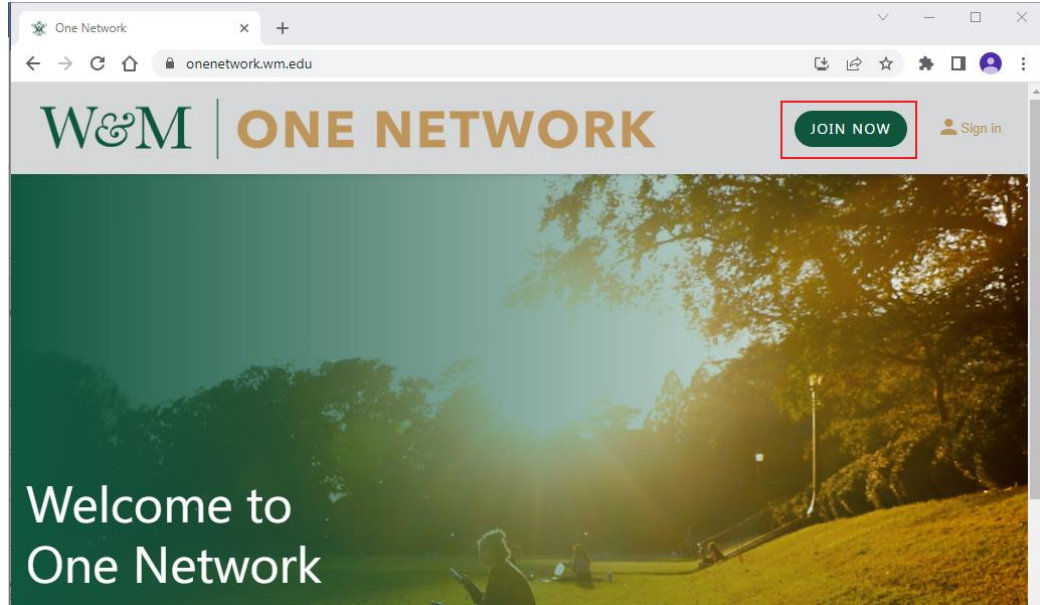 One Network
onenetwork.wm.edu
W&M ONE NETWORK JOIN NOW Sign in
Welcome to
One Network